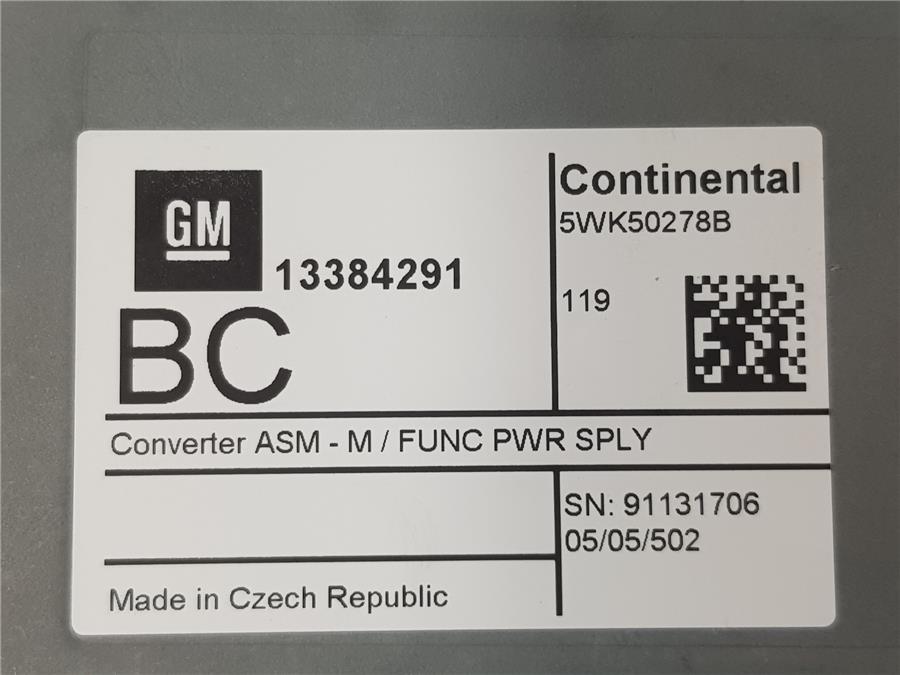 GM
13384291
BC
Continental
5WK50278B
119
Converter ASM - M / FUNC PWR SPLY
SN: 91131706
05/05/502
Made in Czech Republic